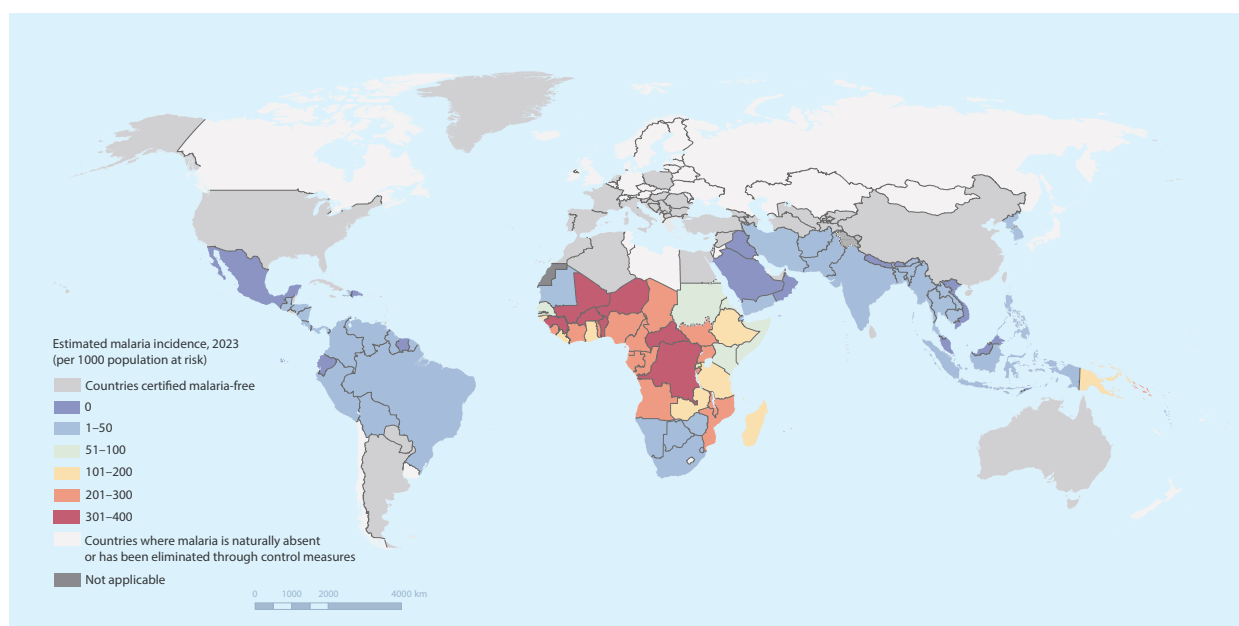 Estimated malaria incidence, 2023
(per 1000 population at risk)
Countries certified malaria-free
0
1–50
51–100
101–200
201–300
301–400
Countries where malaria is naturally absent
or has been eliminated through control measures
Not applicable
0 1000 2000 4000 km